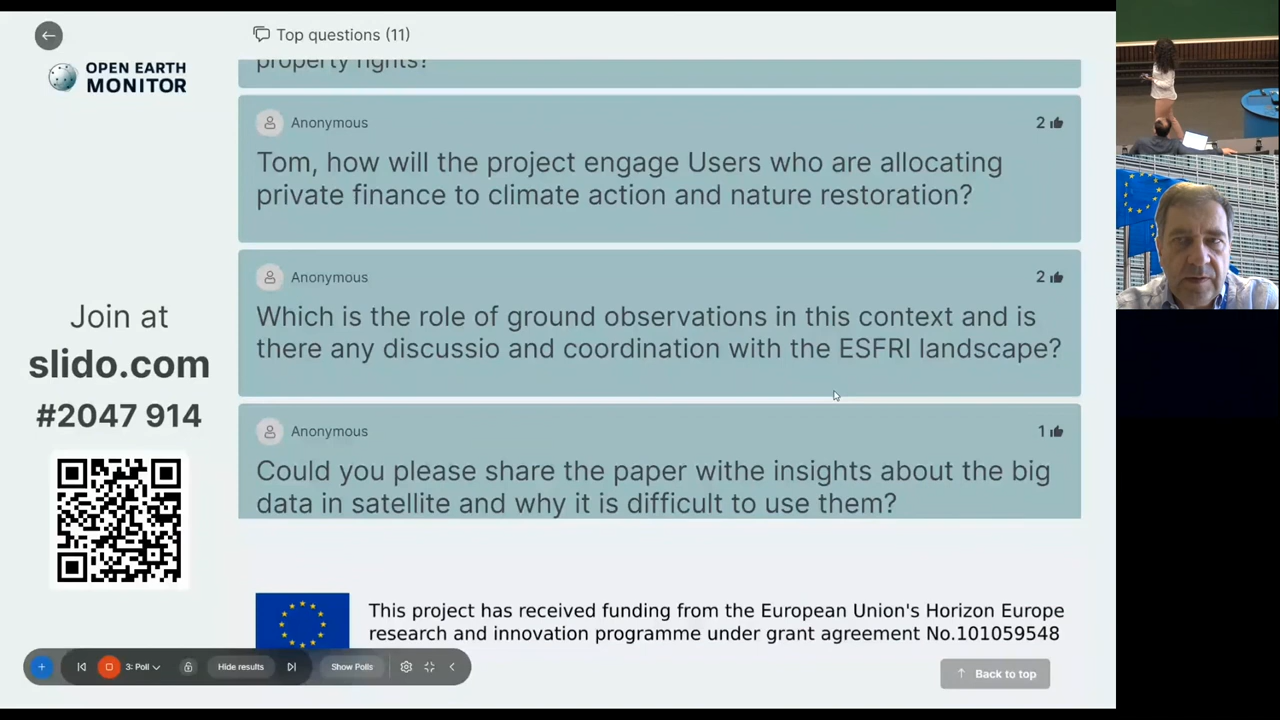 Top questions (11)
OPEN EARTH
MONITOR
property rights?
Anonymous
2
Tom, how will the project engage Users who are allocating
private finance to climate action and nature restoration?
Anonymous
2
Which is the role of ground observations in this context and is
there any discussio and coordination with the ESFRI landscape?
Anonymous
1
Could you please share the paper withe insights about the big
data in satellite and why it is difficult to use them?
Join at
slido.com
#2047 914
This project has received funding from the European Union's Horizon Europe
research and innovation programme under grant agreement No.101059548
3: Poll
Hide results
Show Polls
Back to top